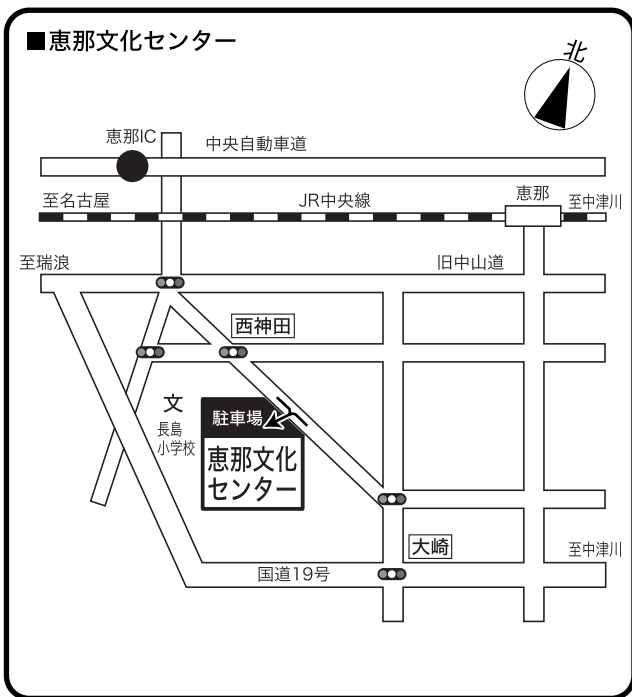 ■恵那文化センター
北
恵那IC
中央自動車道
至名古屋
JR中央線
恵那
至中津川
至瑞浪
旧中山道
西神田
文
長島
小学校
駐車場
恵那文化
センター
大崎
国道19号
至中津川